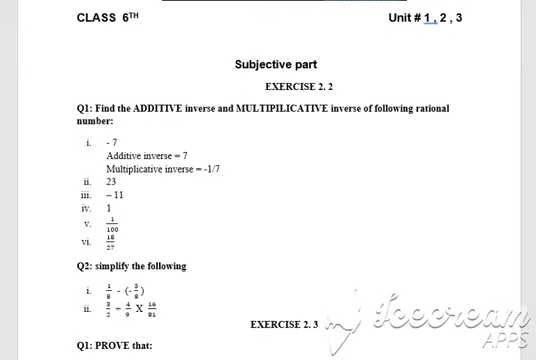 CLASS 6TH Unit # 1 , 2 , 3
Subjective part
EXERCISE 2. 2
Q1: Find the ADDITIVE inverse and MULTIPILICATIVE inverse of following rational
number:
i. - 7
Additive inverse = 7
Multiplicative inverse = -1/7
ii. 23
iii. – 11
iv. 1
v. 1/100
vi. 18/27
Q2: simplify the following
i. 1/8 - (-5/8)
ii. 3/2 ÷ 4/9 X 16/81
EXERCISE 2. 3
Q1: PROVE that:
Icecream
APPS